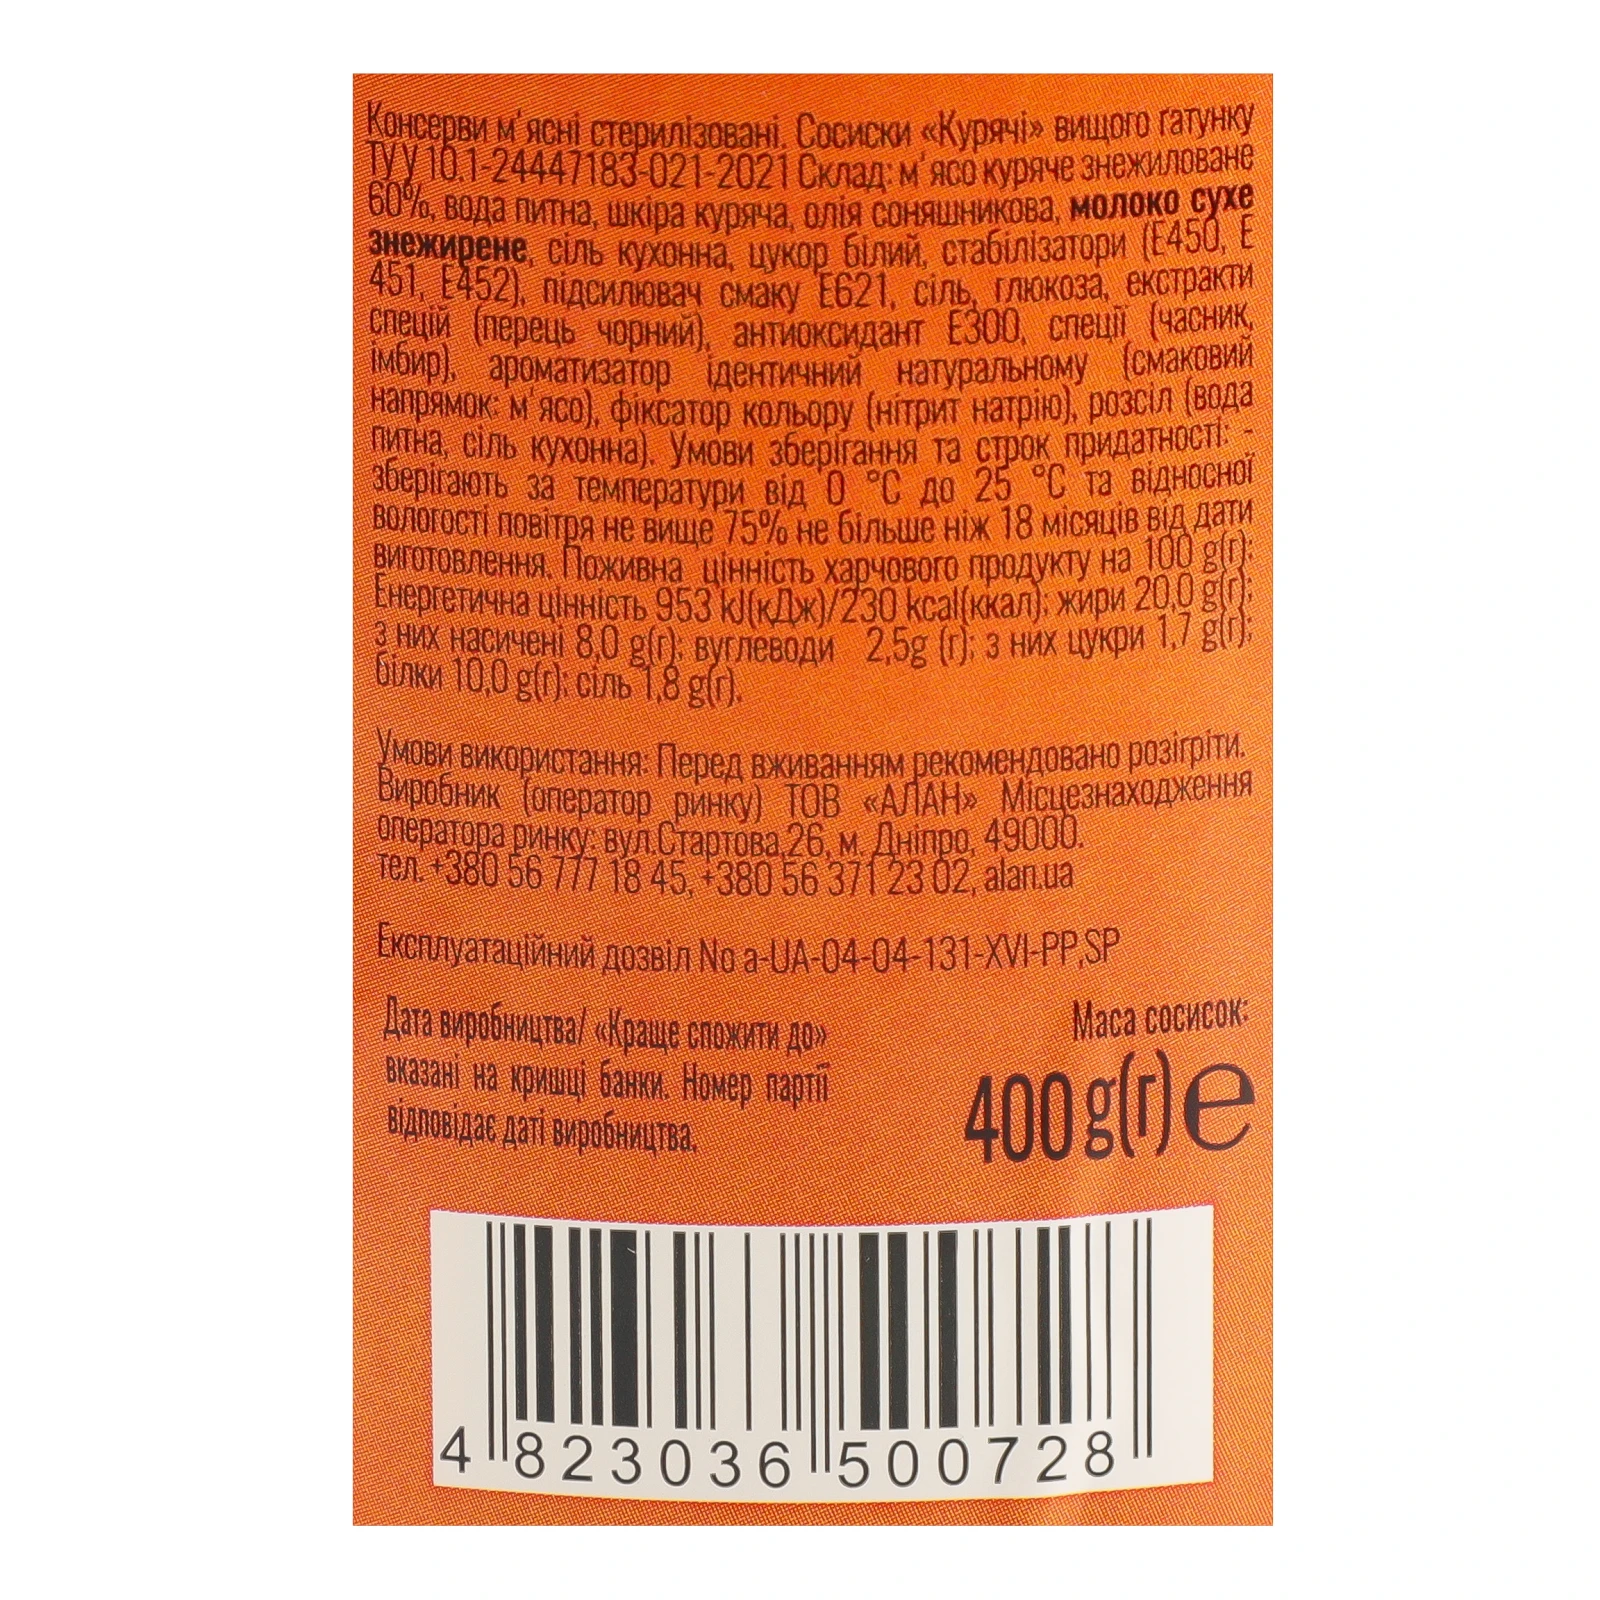 Консерви м'ясні стерилізовані. Сосиски «Курячі» вищого ґатунку
ТУ У 10.1-24447183-021-2021 Склад: м'ясо куряче знежиловане
60%, вода питна, шкіра куряча, олія соняшникова, молоко сухе
знежирене, сіль кухонна, цукор білий, стабілізатори (Е450, Е
451, Е452), підсилювач смаку Е621, сіль, глюкоза, екстракти
спецій (перець чорний), антиоксидант Е300, спеції (часник,
імбир), ароматизатор ідентичний натуральному (смаковий
напрямок: м'ясо), фіксатор кольору (нітрит натрію), розсіл (вода
питна, сіль кухонна). Умови зберігання та строк придатності: -
зберігають за температури від 0 °С до 25 °С та відносної
вологості повітря не вище 75% не більше ніж 18 місяців від дати
виготовлення. Поживна цінність харчового продукту на 100 g(г):
Енергетична цінність 953 kJ(кДж)/230 kcal(ккал); жири 20,0 g(г);
з них насичені 8,0 g(г); вуглеводи 2,5g (г); з них цукри 1,7 g(г);
білки 10,0 g(г); сіль 1,8 g(г).
Умови використання: Перед вживанням рекомендовано розігріти.
Виробник (оператор ринку) ТОВ «АЛАН» Місцезнаходження
оператора ринку: вул.Стартова,26, м. Дніпро, 49000.
тел. +380 56 777 18 45, +380 56 371 23 02, alan.ua
Експлуатаційний дозвіл No a-UA-04-04-131-XVI-PP,SP
Дата виробництва/ «Краще спожити до»
вказані на кришці банки. Номер партії
відповідає даті виробництва.
Маса сосисок:
400 g(г) e
4 823036 500728